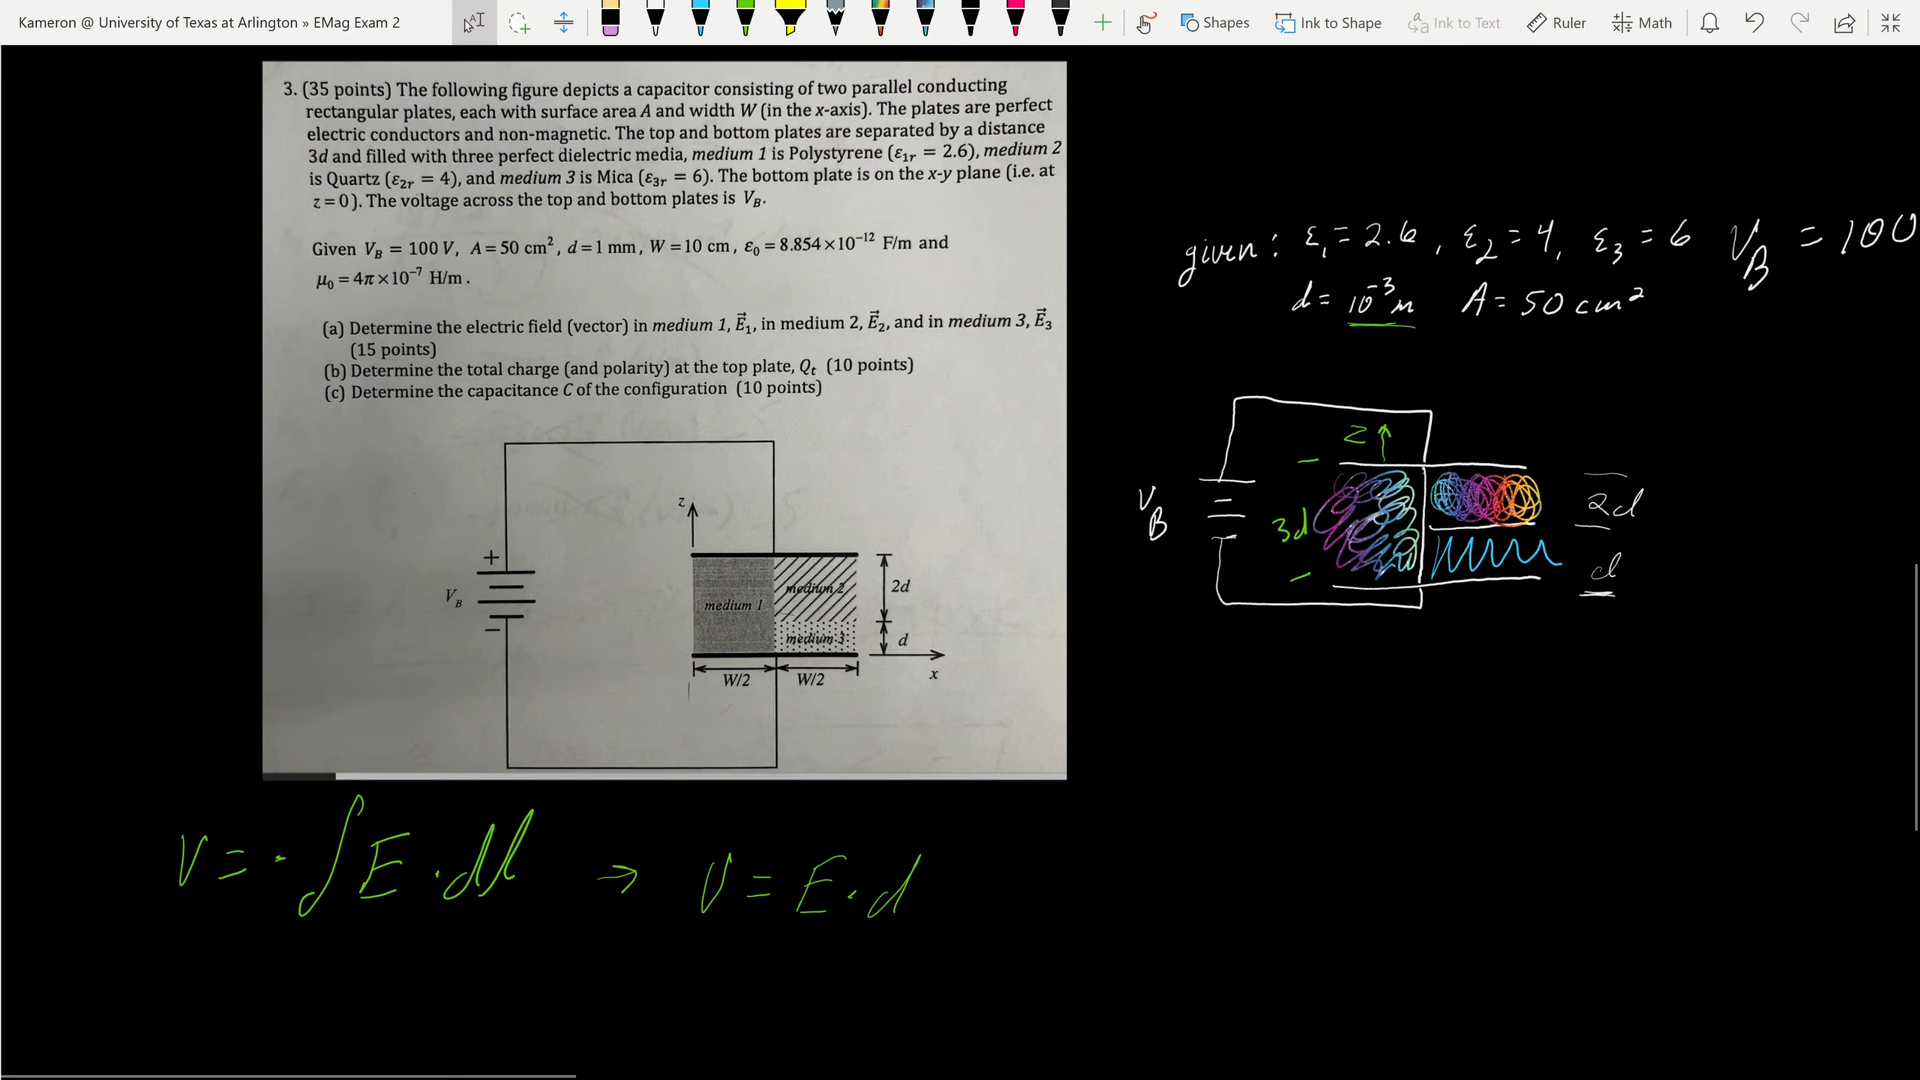 Kameron @ University of Texas at Arlington » EMag Exam 2
Shapes
Ink to Shape
Ink to Text
Ruler
Math
3. (35 points) The following figure depicts a capacitor consisting of two parallel conducting
rectangular plates, each with surface area A and width W (in the x-axis). The plates are perfect
electric conductors and non-magnetic. The top and bottom plates are separated by a distance
3d and filled with three perfect dielectric media, medium 1 is Polystyrene (ε₁ᵣ = 2.6), medium 2
is Quartz (ε₂ᵣ = 4), and medium 3 is Mica (ε₃ᵣ = 6). The bottom plate is on the x-y plane (i.e. at
z = 0). The voltage across the top and bottom plates is V_B.
Given V_B = 100 V, A = 50 cm², d = 1 mm, W = 10 cm, ε₀ = 8.854×10⁻¹² F/m and
μ₀ = 4π×10⁻⁷ H/m.
(a) Determine the electric field (vector) in medium 1, E⃗₁, in medium 2, E⃗₂, and in medium 3, E⃗₃
(15 points)
(b) Determine the total charge (and polarity) at the top plate, Qₜ (10 points)
(c) Determine the capacitance C of the configuration (10 points)
z
+
V_B
−
medium 1
medium 2
medium 3
2d
d
W/2 W/2
x
given: ε₁ = 2.6, ε₂ = 4, ε₃ = 6 V_B = 100
d = 10⁻³ m A = 50 cm²
z
V_B
3d
2d
d
V = - ∫ E · dl → V = E · d